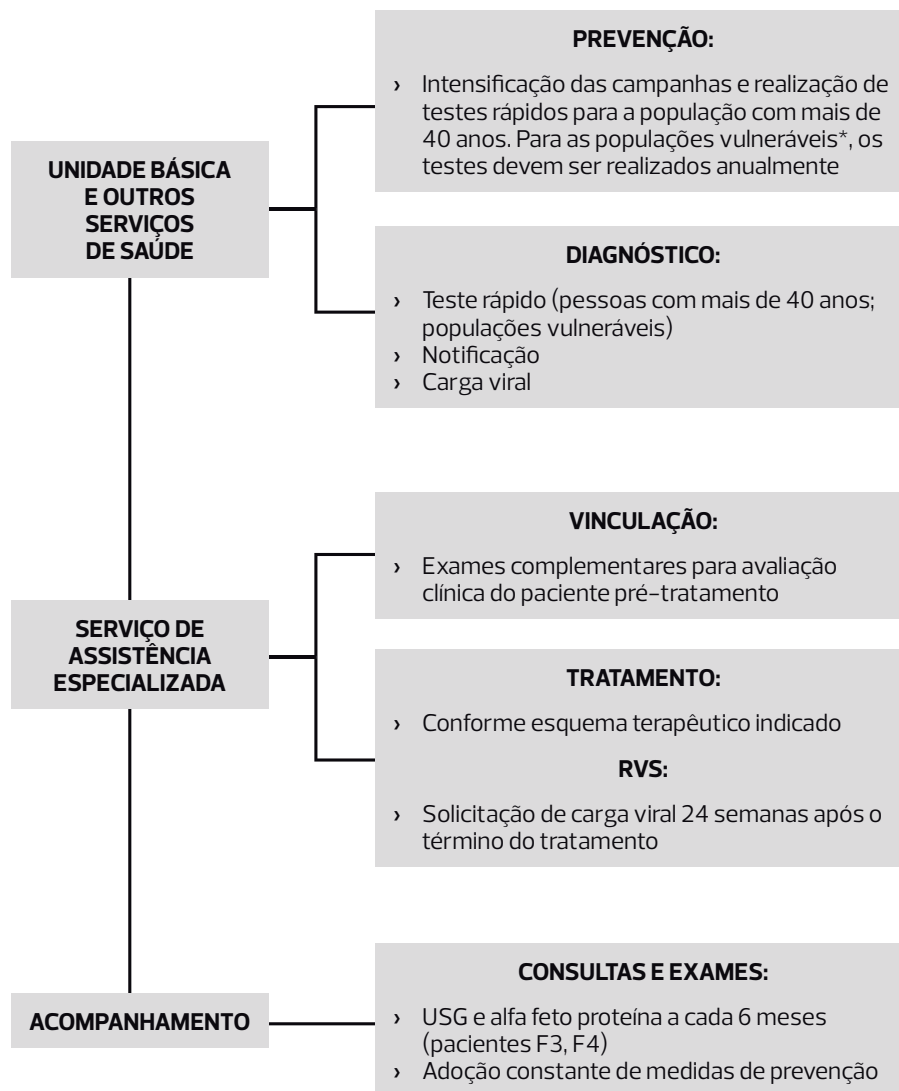 UNIDADE BÁSICA
E OUTROS
SERVIÇOS
DE SAÚDE
PREVENÇÃO:
› Intensificação das campanhas e realização de
testes rápidos para a população com mais de
40 anos. Para as populações vulneráveis*, os
testes devem ser realizados anualmente
DIAGNÓSTICO:
› Teste rápido (pessoas com mais de 40 anos;
populações vulneráveis)
› Notificação
› Carga viral
SERVIÇO DE
ASSISTÊNCIA
ESPECIALIZADA
VINCULAÇÃO:
› Exames complementares para avaliação
clínica do paciente pré-tratamento
TRATAMENTO:
› Conforme esquema terapêutico indicado
RVS:
› Solicitação de carga viral 24 semanas após o
término do tratamento
ACOMPANHAMENTO
CONSULTAS E EXAMES:
› USG e alfa feto proteína a cada 6 meses
(pacientes F3, F4)
› Adoção constante de medidas de prevenção